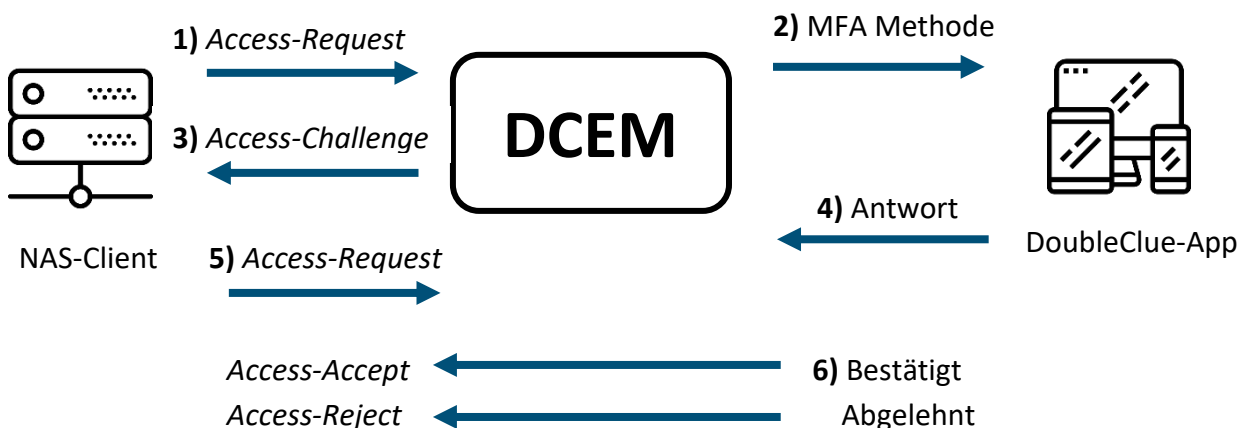 1) Access-Request
2) MFA Methode
DCEM
3) Access-Challenge
4) Antwort
NAS-Client
5) Access-Request
DoubleClue-App
Access-Accept
6) Bestätigt
Access-Reject
Abgelehnt